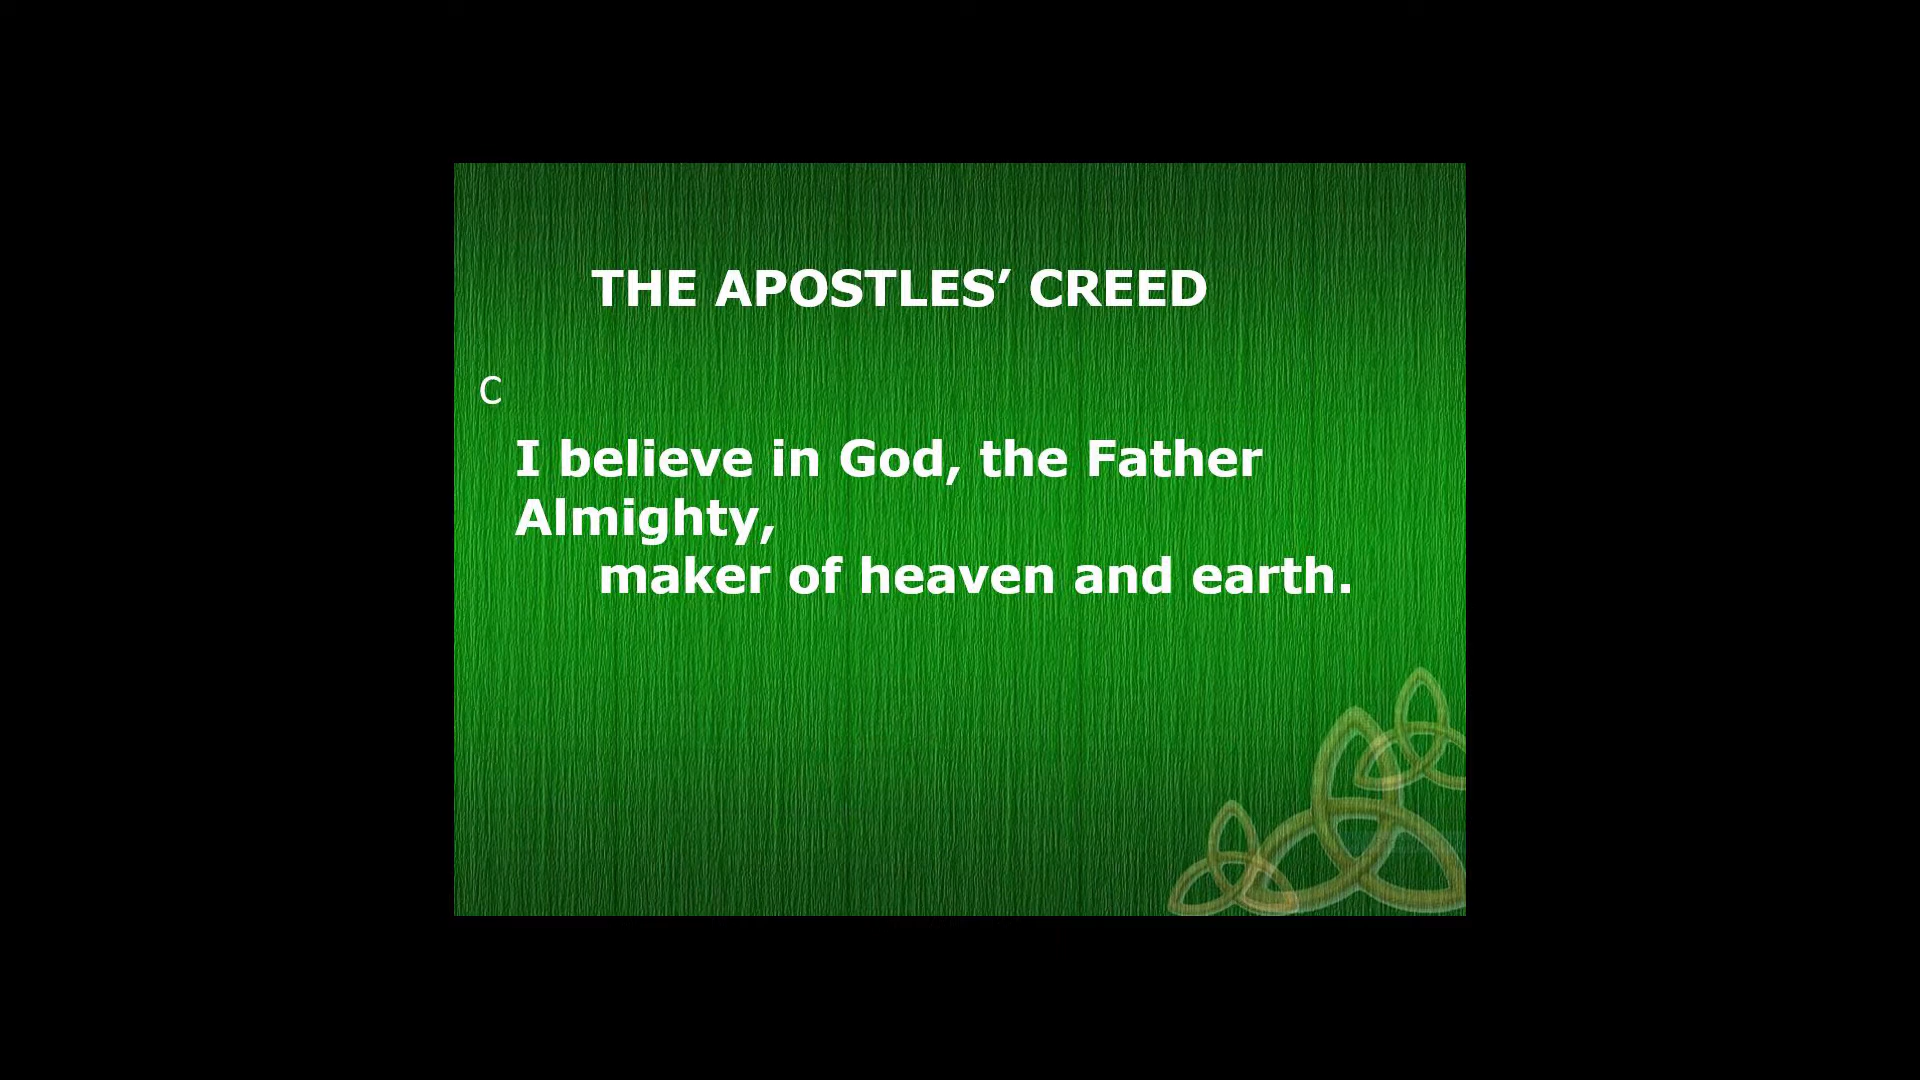 THE APOSTLES’ CREED
C
I believe in God, the Father
Almighty,
maker of heaven and earth.